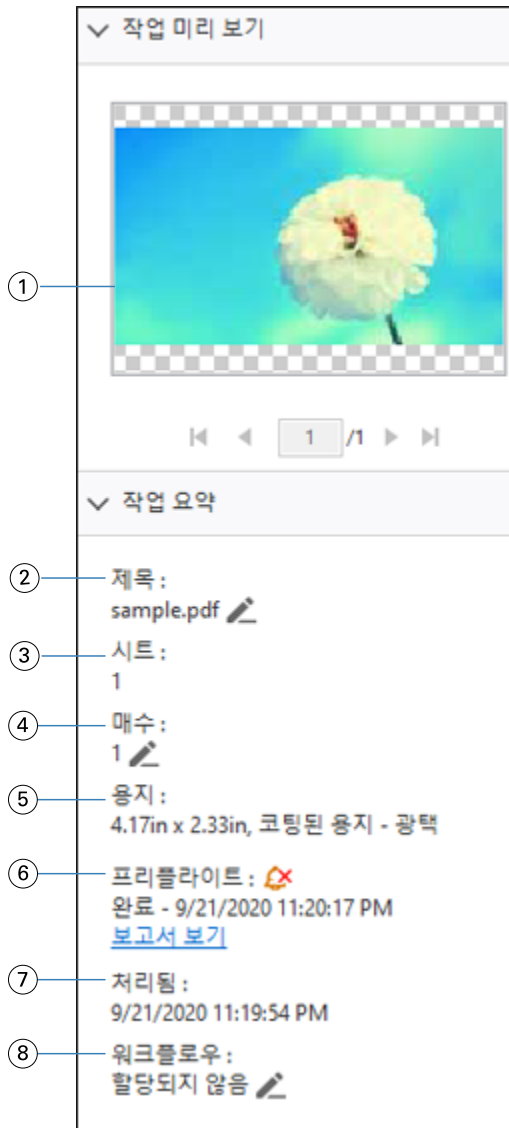 작업 미리 보기
①
1 /1
작업 요약
② 제목 :
sample.pdf
③ 시트 :
1
④ 매수 :
1
⑤ 용지 :
4.17in x 2.33in, 코팅된 용지 - 광택
⑥ 프리플라이트 :
완료 - 9/21/2020 11:20:17 PM
보고서 보기
⑦ 처리됨 :
9/21/2020 11:19:54 PM
⑧ 워크플로우 :
할당되지 않음